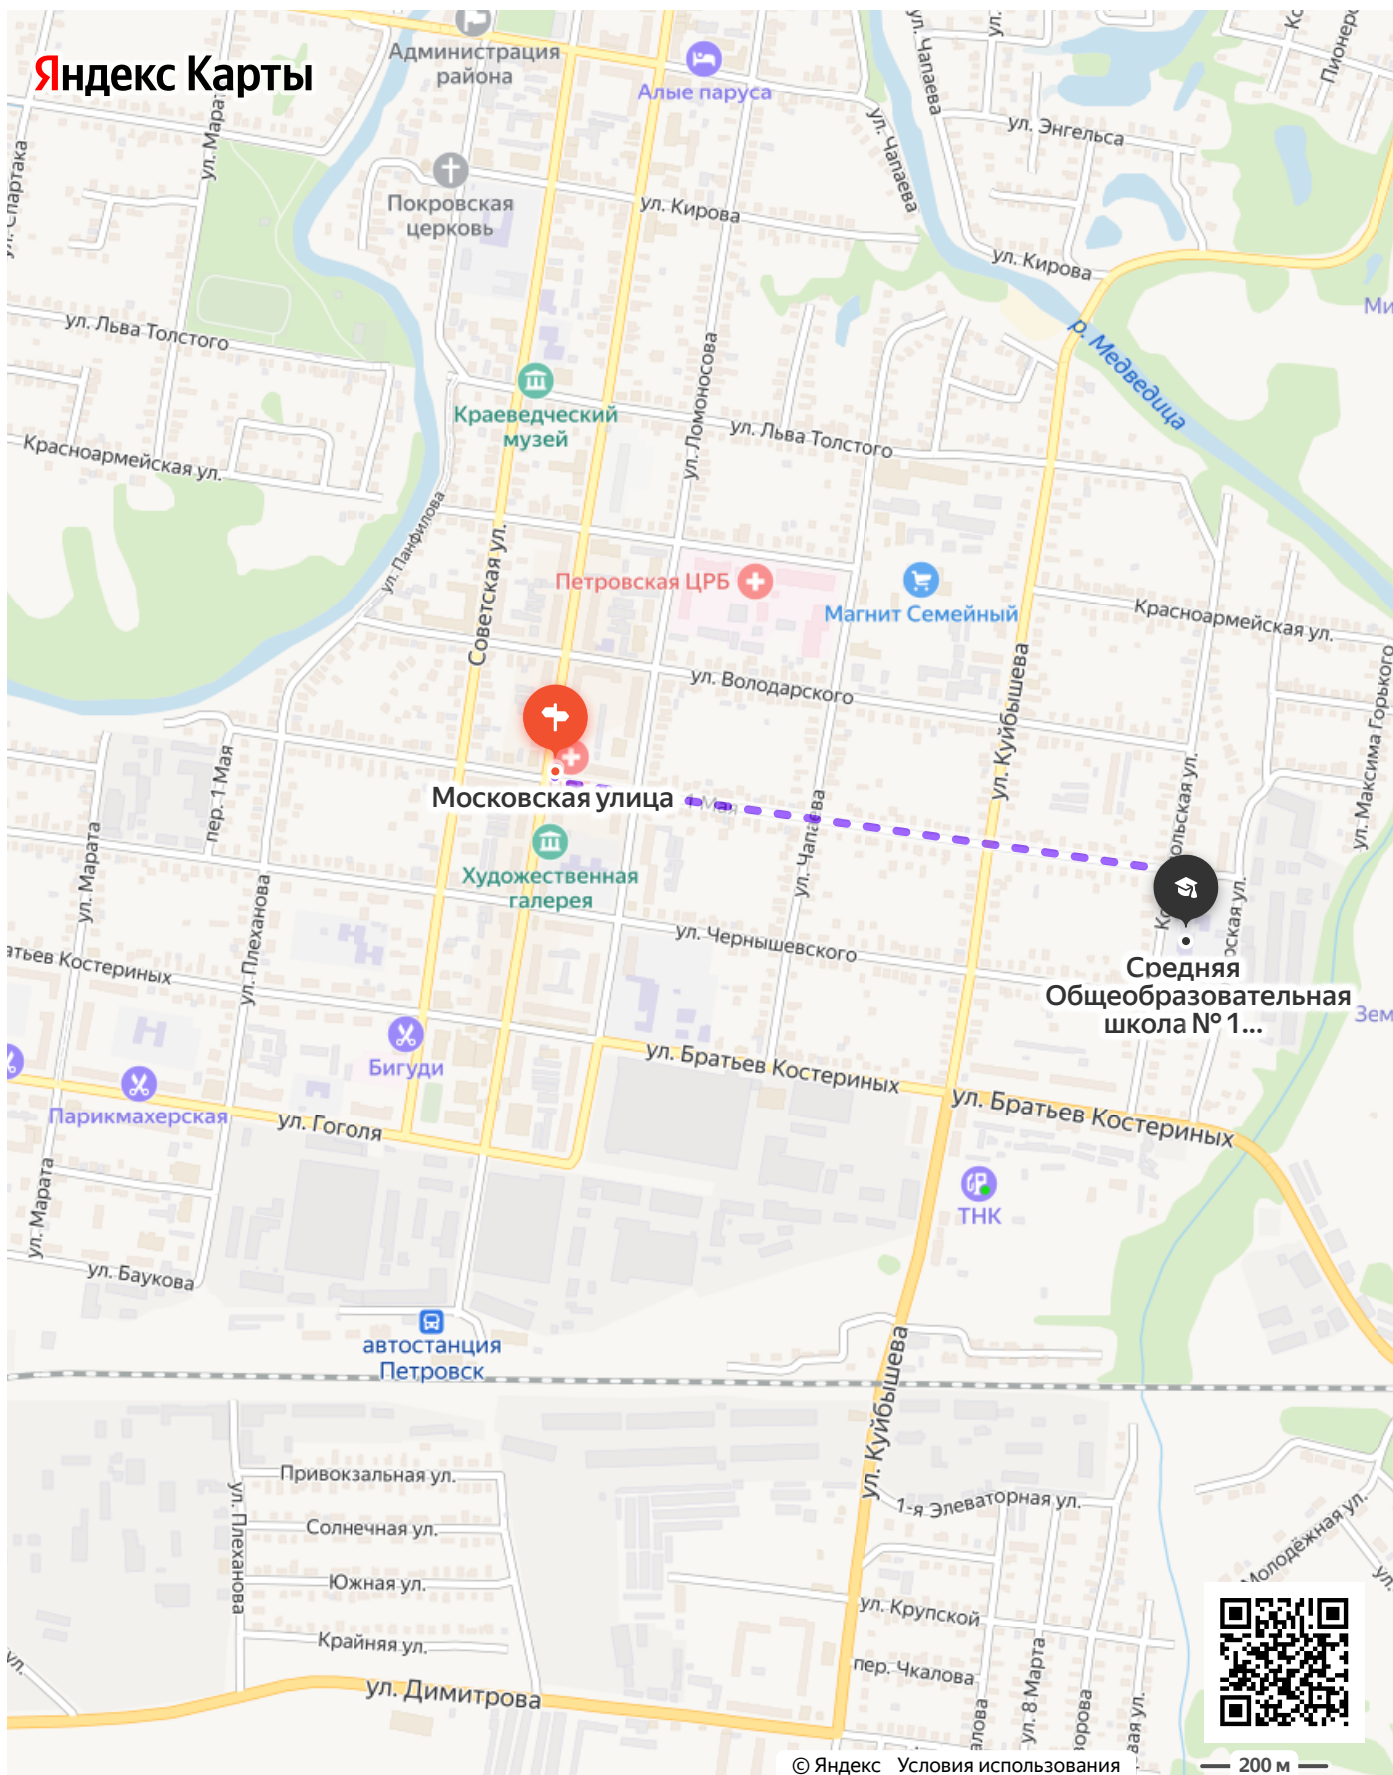 Яндекс Карты
Администрация
района
Алые паруса
ул. Чапаева
ул. Энгельса
ул. Чапаева
Покровская
церковь
ул. Кирова
ул. Кирова
р. Медведица
ул. Льва Толстого
Краеведческий
музей
ул. Ломоносова
ул. Льва Толстого
Красноармейская ул.
ул. Панфилова
Советская ул.
Петровская ЦРБ
Магнит Семейный
Красноармейская ул.
ул. Володарского
ул. Куйбышева
ул. Максима Горького
пер. 1 Мая
Московская улица
1 Мая
ул. Чапаева
ул. Марата
Художественная
галерея
ул. Плеханова
ул. Чернышевского
Средняя
Общеобразовательная
школа № 1...
Бигуди
ул. Братьев Костериных
ул. Братьев Костериных
Парикмахерская
ул. Гоголя
ул. Марата
ТНК
ул. Баукова
автостанция
Петровск
ул. Куйбышева
Привокзальная ул.
ул. Плеханова
1-я Элеваторная ул.
Солнечная ул.
Молодёжная ул.
Южная ул.
ул. Крупской
Крайняя ул.
пер. Чкалова
ул. 8 Марта
ул. Димитрова
© Яндекс Условия использования
200 м